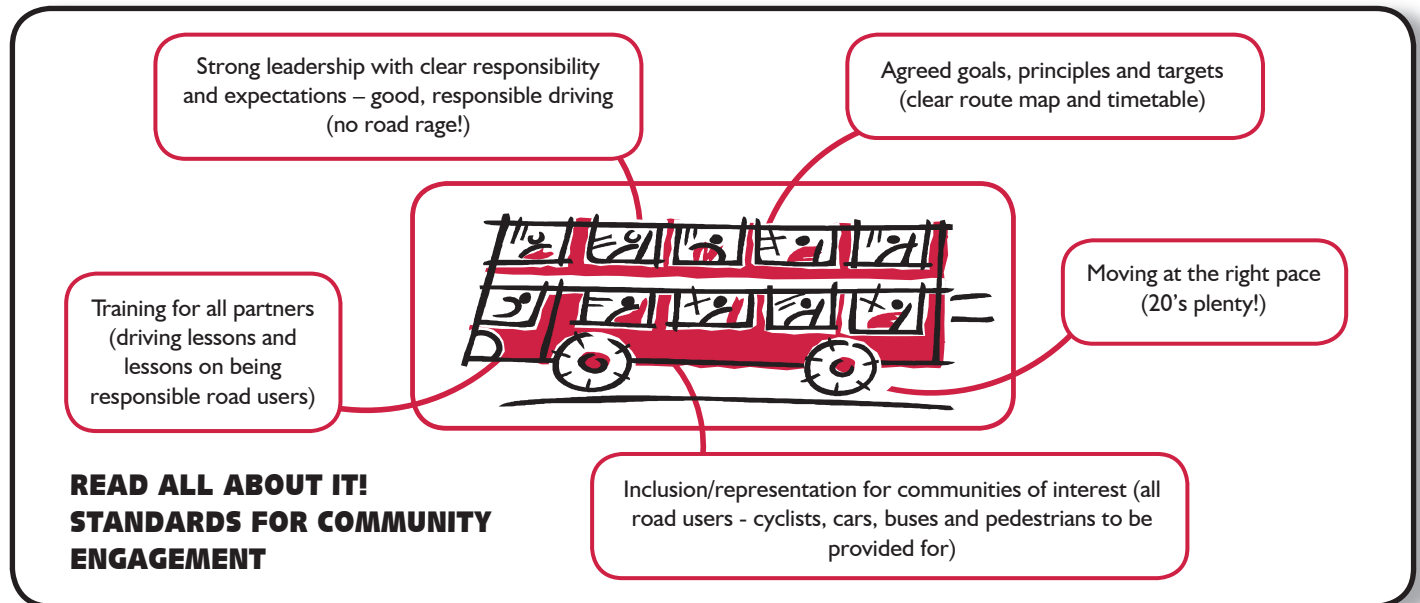 Strong leadership with clear responsibility
and expectations – good, responsible driving
(no road rage!)
Agreed goals, principles and targets
(clear route map and timetable)
Training for all partners
(driving lessons and
lessons on being
responsible road users)
Moving at the right pace
(20’s plenty!)
Inclusion/representation for communities of interest (all
road users - cyclists, cars, buses and pedestrians to be
provided for)
READ ALL ABOUT IT!
STANDARDS FOR COMMUNITY
ENGAGEMENT